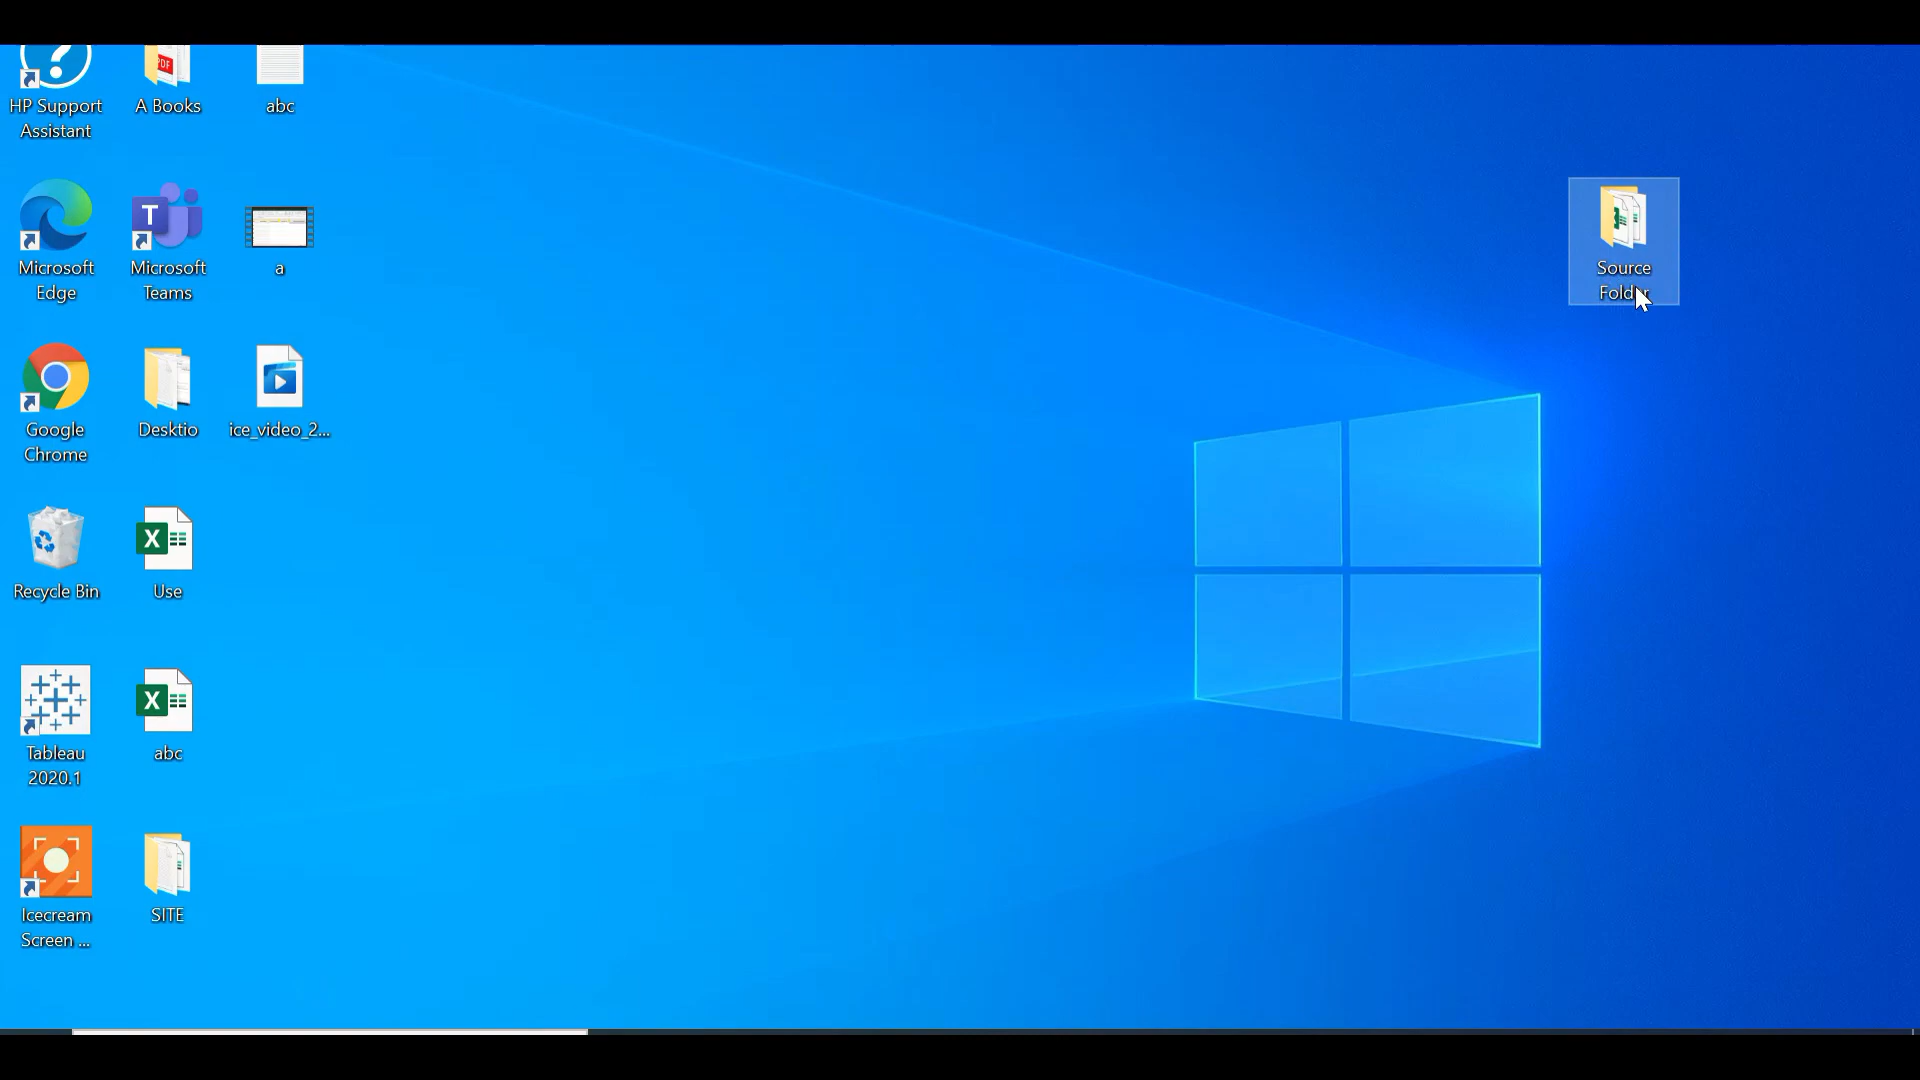 HP Support
Assistant
A Books
abc
Microsoft
Edge
Microsoft
Teams
a
Source
Folder
Google
Chrome
Desktio
ice_video_2...
Recycle Bin
Use
Tableau
2020.1
abc
Icecream
Screen ...
SITE